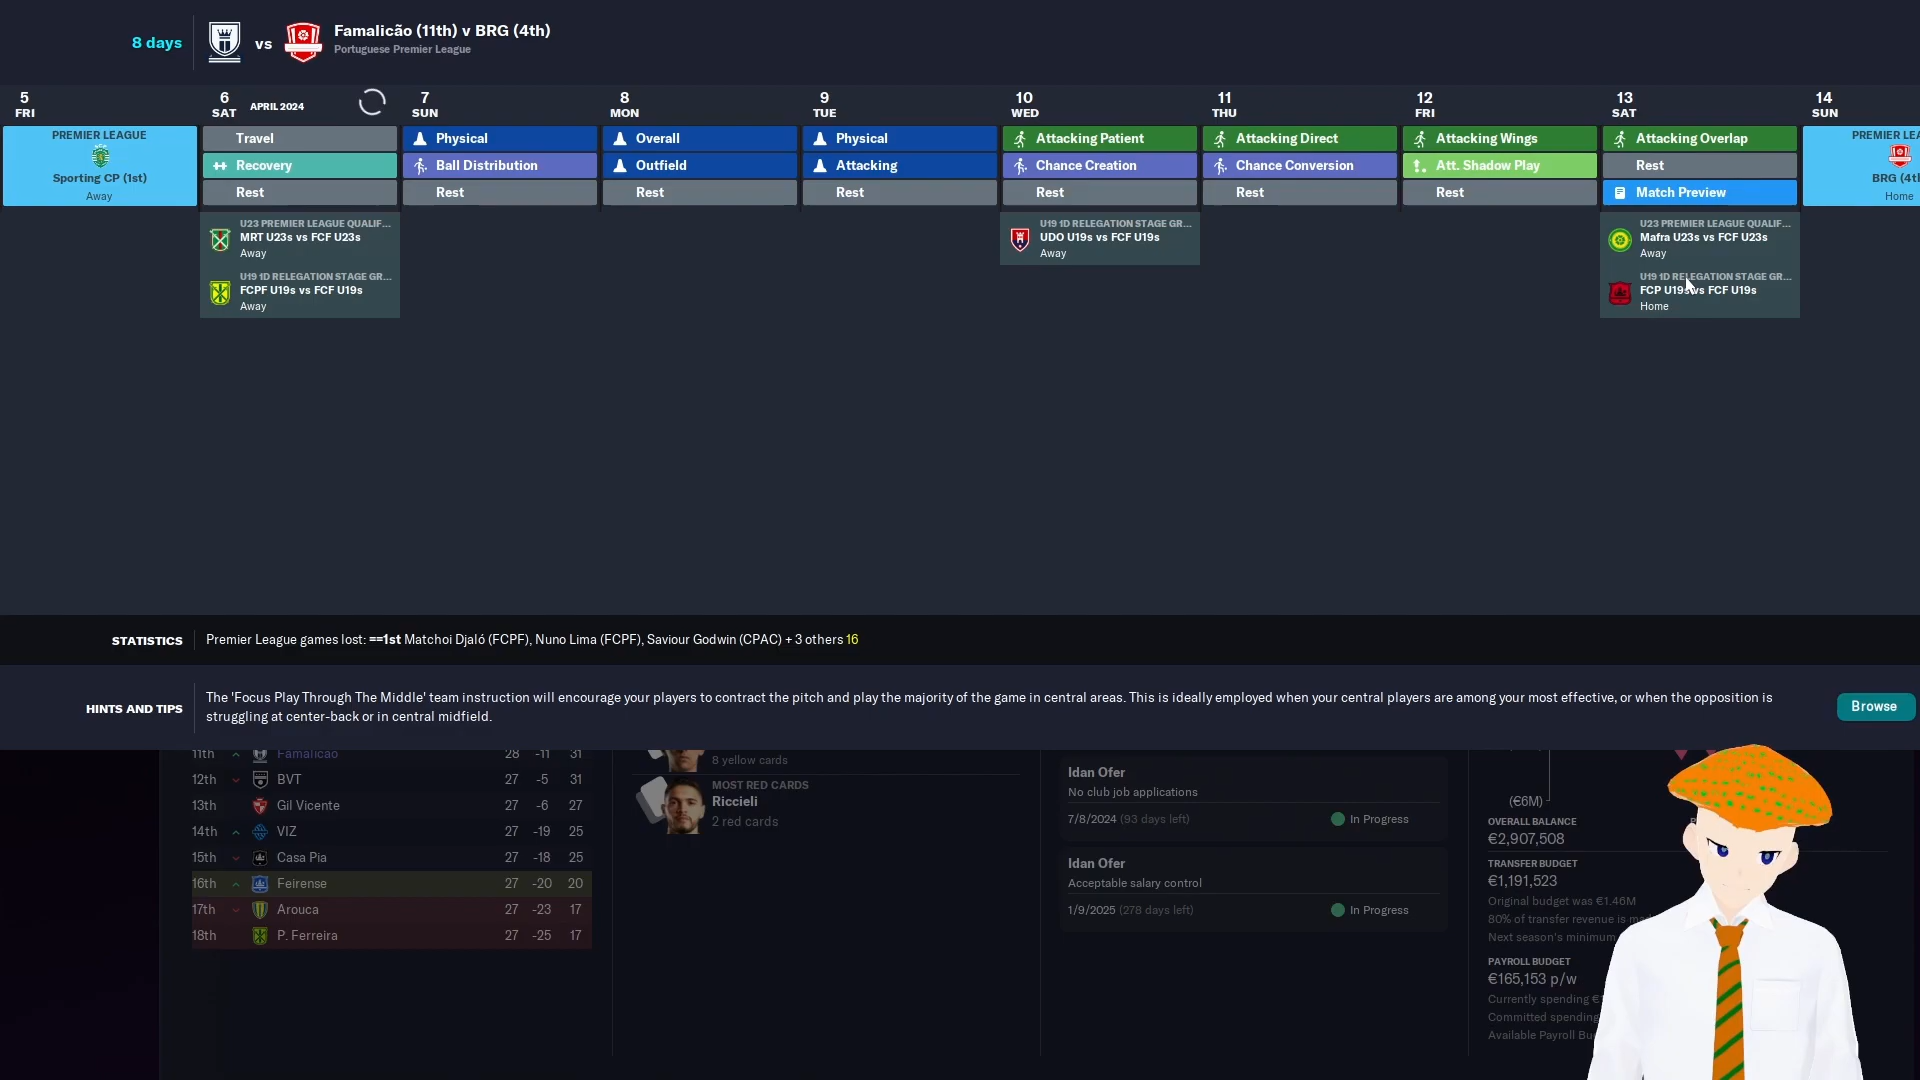 8 days
vs
Famalicão (11th) v BRG (4th)
Portuguese Premier League
5
FRI
6
SAT
APRIL 2024
7
SUN
8
MON
9
TUE
10
WED
11
THU
12
FRI
13
SAT
14
SUN
PREMIER LEAGUE
Sporting CP (1st)
Away
Travel
Recovery
Rest
Physical
Ball Distribution
Rest
Overall
Outfield
Rest
Physical
Attacking
Rest
Attacking Patient
Chance Creation
Rest
Attacking Direct
Chance Conversion
Rest
Attacking Wings
Att. Shadow Play
Rest
Attacking Overlap
Rest
Match Preview
PREMIER LEA
BRG (4th
Home
U23 PREMIER LEAGUE QUALIF...
MRT U23s vs FCF U23s
Away
U19 1D RELEGATION STAGE GR...
FCPF U19s vs FCF U19s
Away
U19 1D RELEGATION STAGE GR...
UDO U19s vs FCF U19s
Away
U23 PREMIER LEAGUE QUALIF...
Mafra U23s vs FCF U23s
Away
U19 1D RELEGATION STAGE GR...
FCP U19s vs FCF U19s
Home
STATISTICS
Premier League games lost: ==1st Matchoi Djaló (FCPF), Nuno Lima (FCPF), Saviour Godwin (CPAC) + 3 others 16
HINTS AND TIPS
The 'Focus Play Through The Middle' team instruction will encourage your players to contract the pitch and play the majority of the game in central areas. This is ideally employed when your central players are among your most effective, or when the opposition is
struggling at center-back or in central midfield.
Browse
11th Famalicão 28 -11 31
12th BVT 27 -5 31
13th Gil Vicente 27 -6 27
14th VIZ 27 -19 25
15th Casa Pia 27 -18 25
16th Feirense 27 -20 20
17th Arouca 27 -23 17
18th P. Ferreira 27 -25 17
8 yellow cards
MOST RED CARDS
Riccieli
2 red cards
Idan Ofer
No club job applications
7/8/2024 (93 days left) In Progress
Idan Ofer
Acceptable salary control
1/9/2025 (278 days left) In Progress
(€6M)
OVERALL BALANCE
€2,907,508
TRANSFER BUDGET
€1,191,523
Original budget was €1.46M
80% of transfer revenue is
Next season's minimum
PAYROLL BUDGET
€165,153 p/w
Currently spending €
Committed spending
Available Payroll